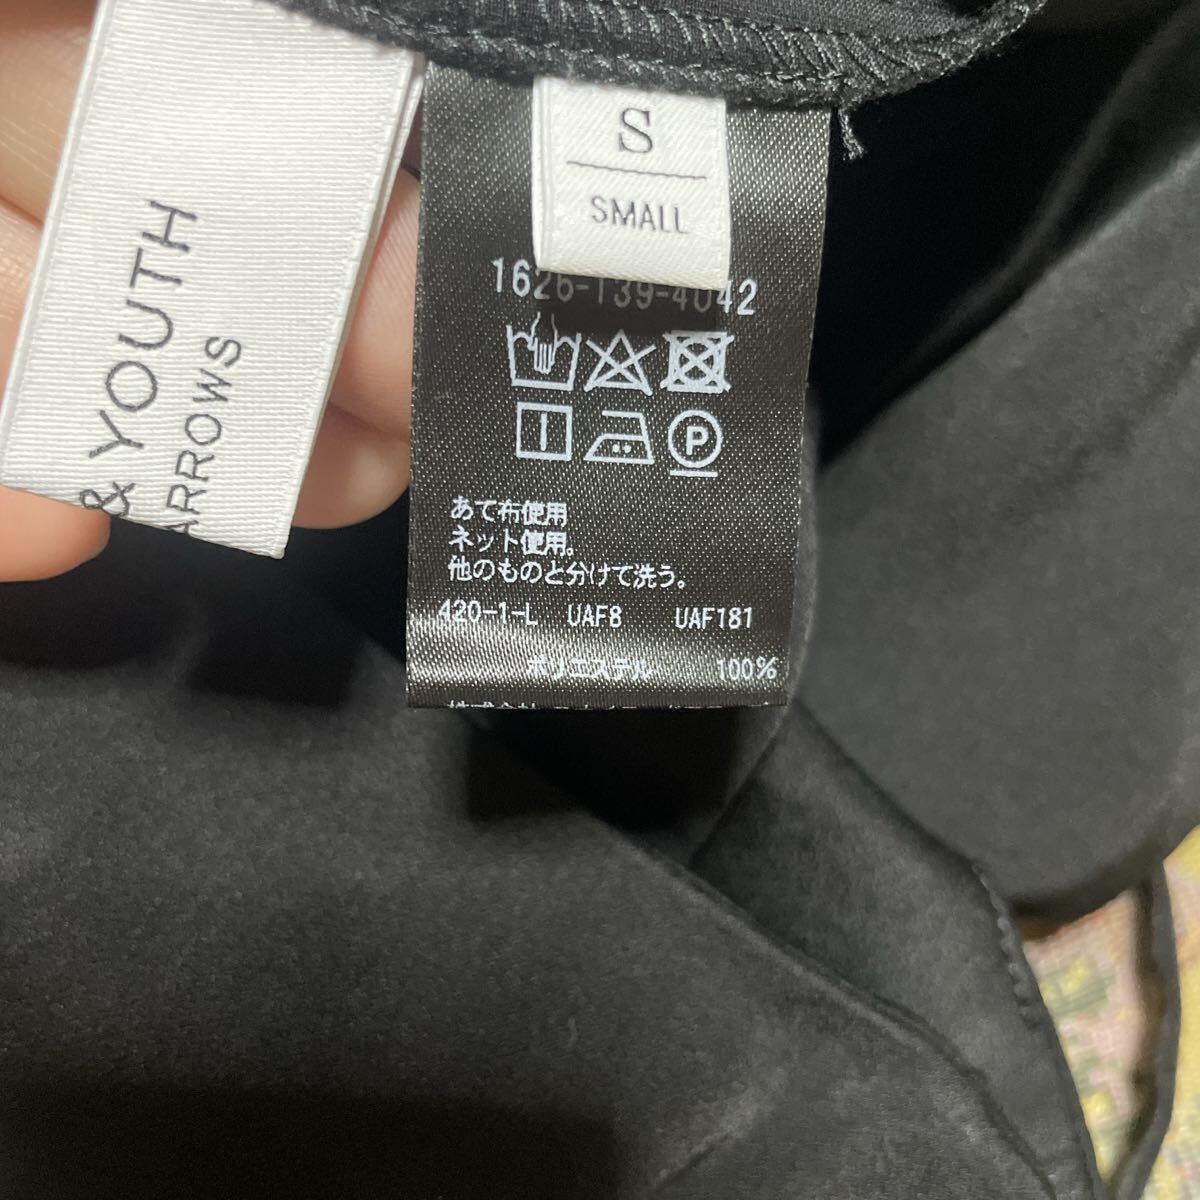 & YOUTH
ARROWS
S
SMALL
1626-139-4042
P
あて布使用
ネット使用。
他のものと分けて洗う。
420-1-L UAF8 UAF181
ポリエステル 100%